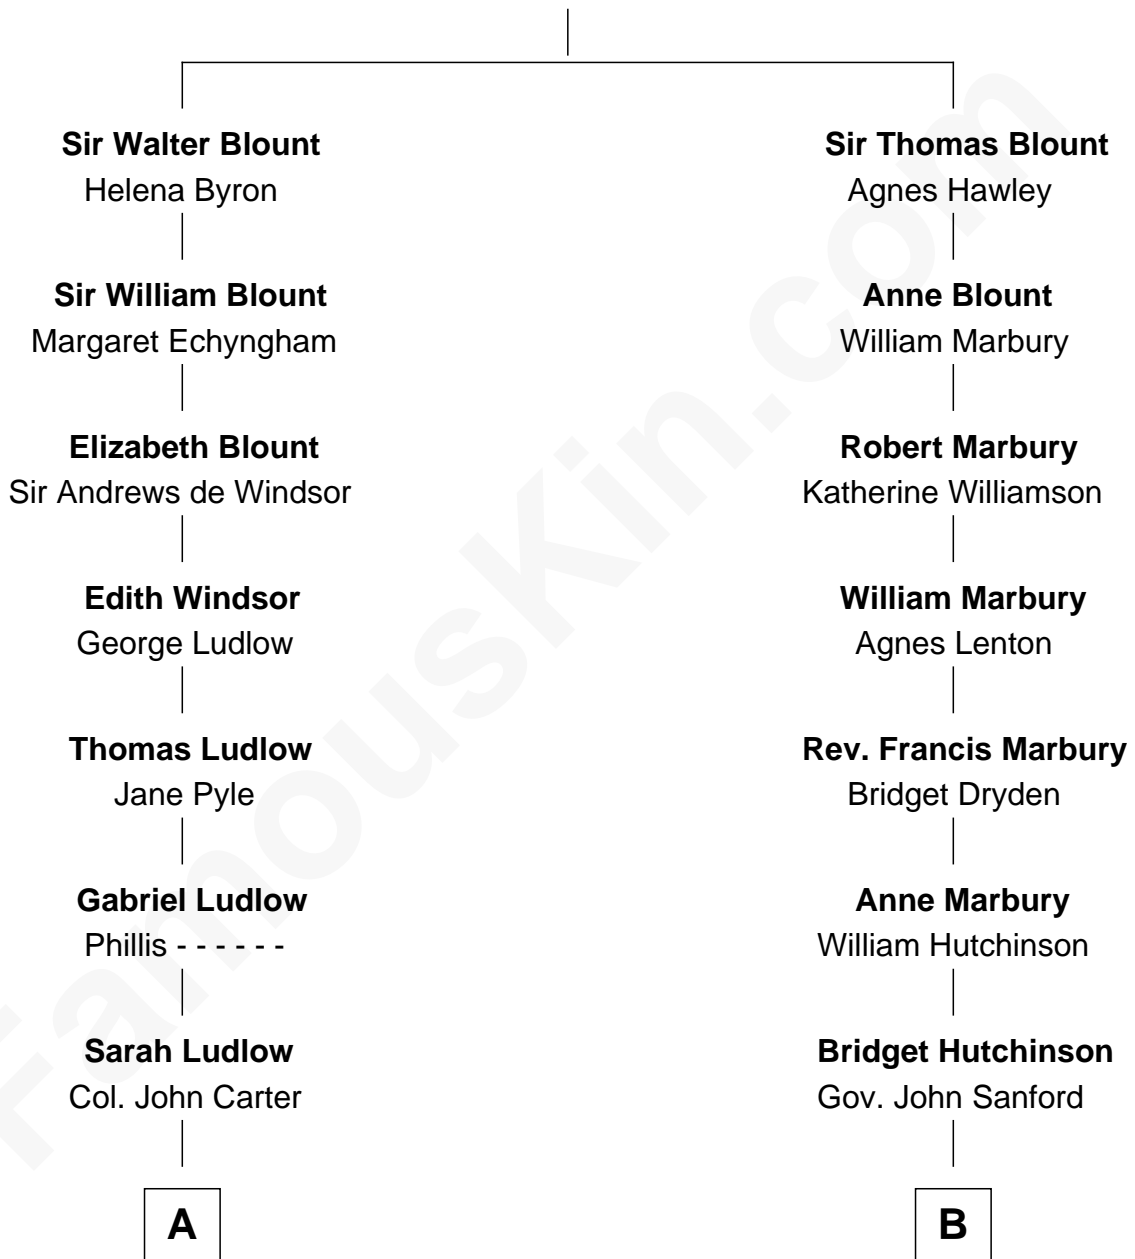 Sir Walter Blount
Helena Byron
Sir William Blount
Margaret Echyngham
Elizabeth Blount
Sir Andrews de Windsor
Edith Windsor
George Ludlow
Thomas Ludlow
Jane Pyle
Gabriel Ludlow
Phillis - - - - - -
Sarah Ludlow
Col. John Carter
A
Sir Thomas Blount
Agnes Hawley
Anne Blount
William Marbury
Robert Marbury
Katherine Williamson
William Marbury
Agnes Lenton
Rev. Francis Marbury
Bridget Dryden
Anne Marbury
William Hutchinson
Bridget Hutchinson
Gov. John Sanford
B
FamousKin.com